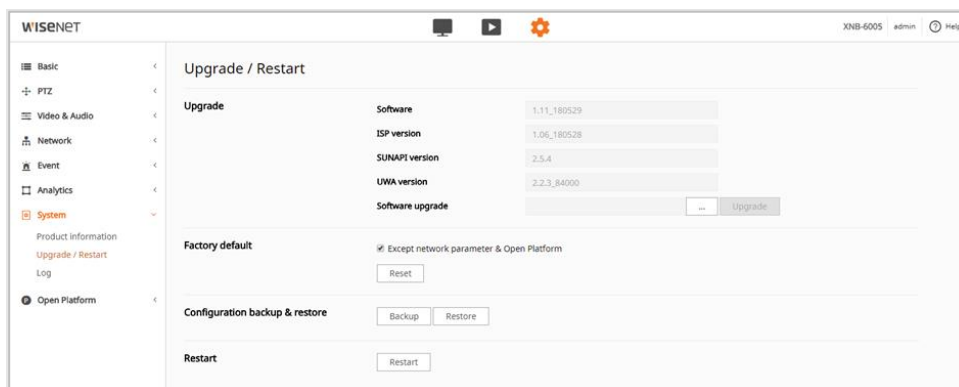 WISENET
XNB-6005 admin Help
Basic
PTZ
Video & Audio
Network
Event
Analytics
System
Product information
Upgrade / Restart
Log
Open Platform
Upgrade / Restart
Upgrade
Software 1.11_180529
ISP version 1.06_180528
SUNAPI version 2.5.4
UWA version 2.2.3_84000
Software upgrade ... Upgrade
Factory default
Except network parameter & Open Platform
Reset
Configuration backup & restore Backup Restore
Restart Restart